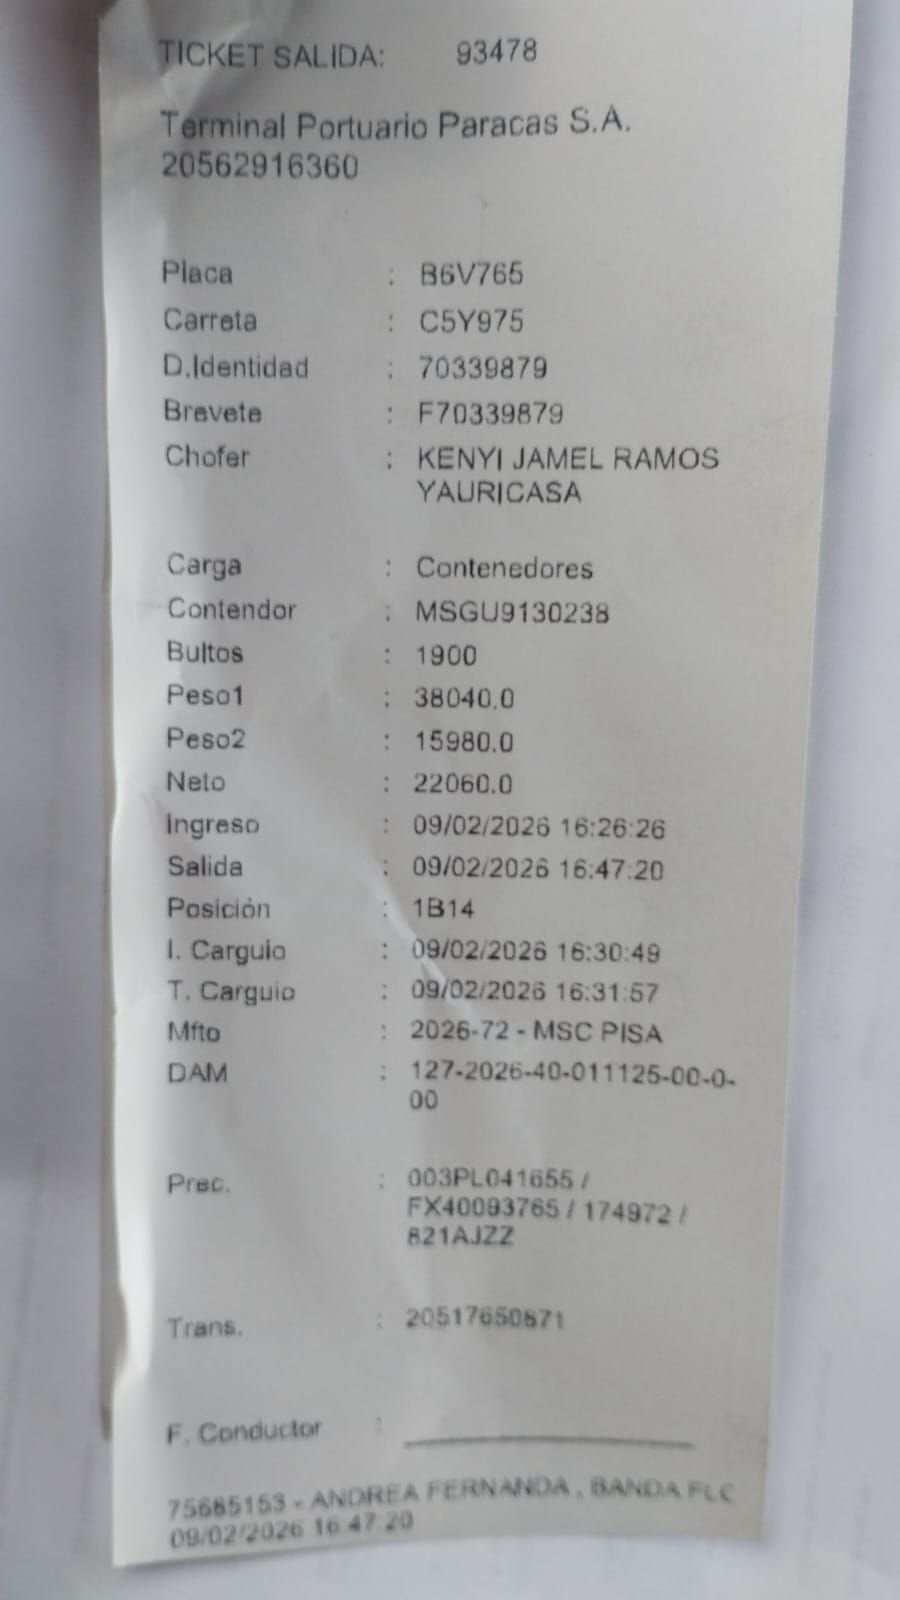 TICKET SALIDA: 93478
Terminal Portuario Paracas S.A.
20562916360
Placa : B6V765
Carreta : C5Y975
D.Identidad : 70339879
Brevete : F70339879
Chofer : KENYI JAMEL RAMOS
YAURICASA
Carga : Contenedores
Contendor : MSGU9130238
Bultos : 1900
Peso1 : 38040.0
Peso2 : 15980.0
Neto : 22060.0
Ingreso : 09/02/2026 16:26:26
Salida : 09/02/2026 16:47:20
Posición : 1B14
I. Carguio : 09/02/2026 16:30:49
T. Carguio : 09/02/2026 16:31:57
Mfto : 2026-72 - MSC PISA
DAM : 127-2026-40-011125-00-0-
00
Prec. : 003PL041655 /
FX40093765 / 174972 /
821AJZZ
Trans. : 20517650871
F. Conductor :
75685153 - ANDREA FERNANDA , BANDA FLC
09/02/2026 16:47:20